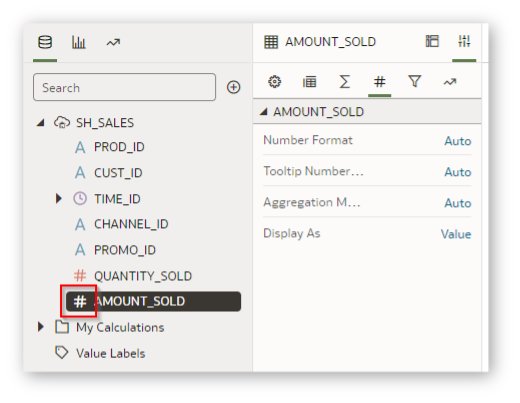 Search
SH_SALES
A PROD_ID
A CUST_ID
TIME_ID
A CHANNEL_ID
A PROMO_ID
# QUANTITY_SOLD
# AMOUNT_SOLD
My Calculations
Value Labels
AMOUNT_SOLD
Σ #
AMOUNT_SOLD
Number Format Auto
Tooltip Number... Auto
Aggregation M... Auto
Display As Value